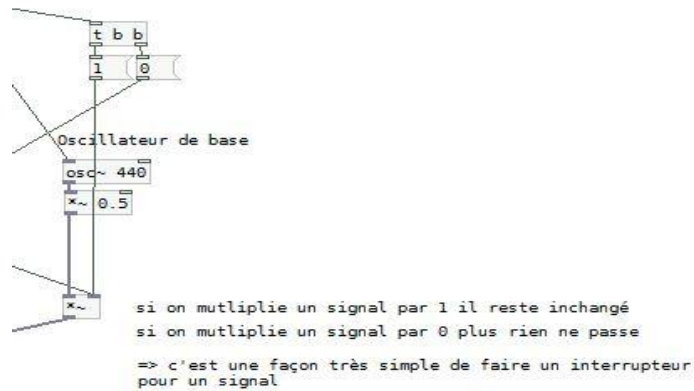 t b b
1 0
Oscillateur de base
osc~ 440
*~ 0.5
*~
si on mutliplie un signal par 1 il reste inchangé
si on mutliplie un signal par 0 plus rien ne passe
=> c'est une façon très simple de faire un interrupteur
pour un signal